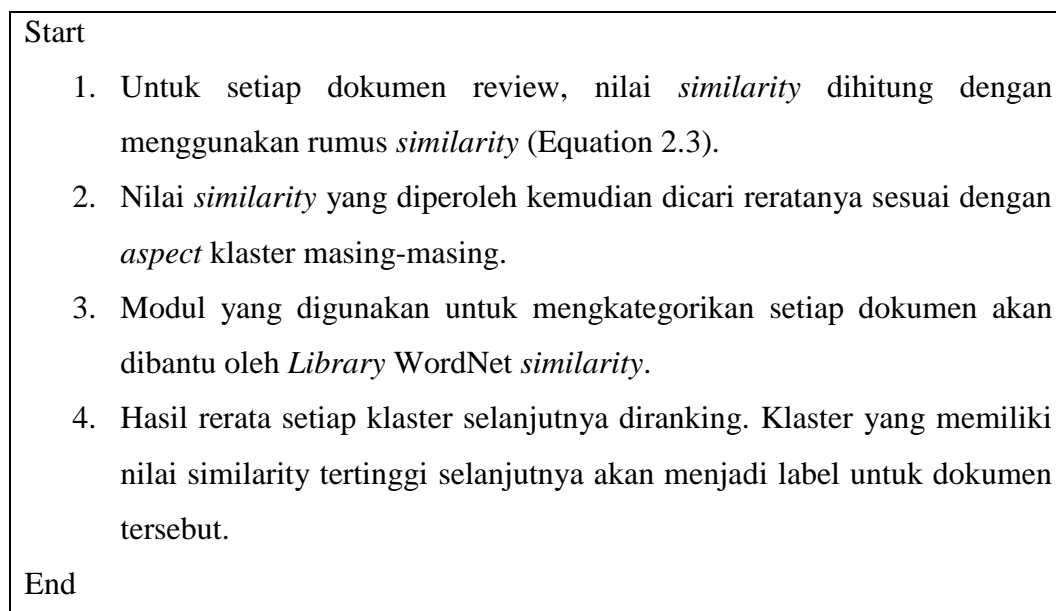 Start
1. Untuk setiap dokumen review, nilai similarity dihitung dengan
menggunakan rumus similarity (Equation 2.3).
2. Nilai similarity yang diperoleh kemudian dicari reratanya sesuai dengan
aspect klaster masing-masing.
3. Modul yang digunakan untuk mengkategorikan setiap dokumen akan
dibantu oleh Library WordNet similarity.
4. Hasil rerata setiap klaster selanjutnya diranking. Klaster yang memiliki
nilai similarity tertinggi selanjutnya akan menjadi label untuk dokumen
tersebut.
End